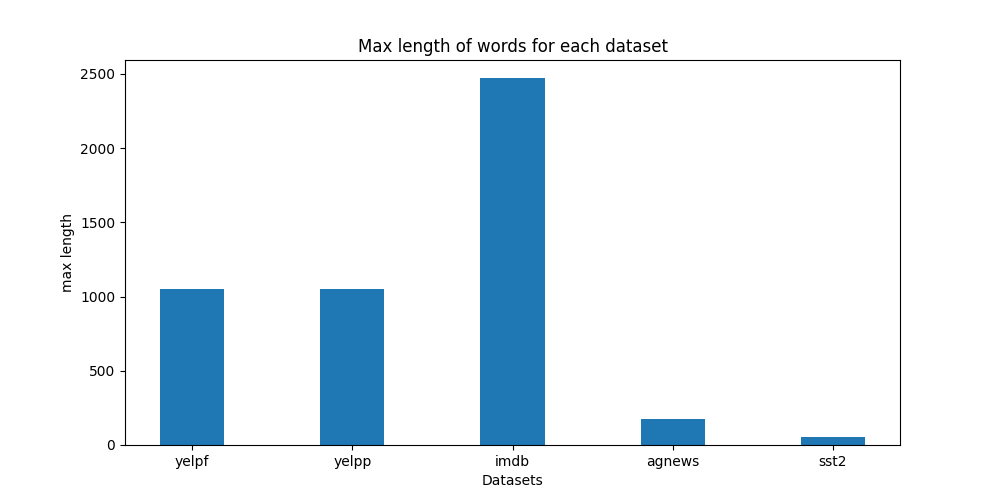 Max length of words for each dataset
2500
2000
1500
1000
500
0
max length
yelpf yelpp imdb agnews sst2
Datasets